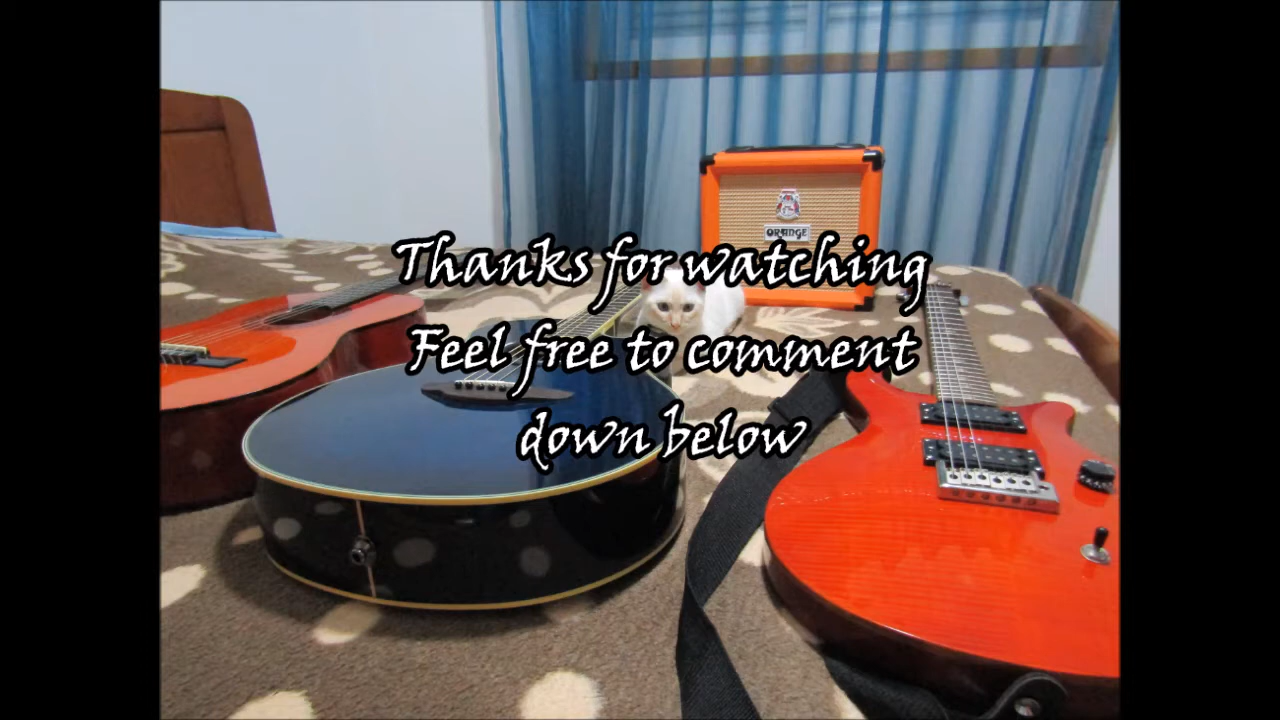 ORANGE
Thanks for watching
Feel free to comment
down below